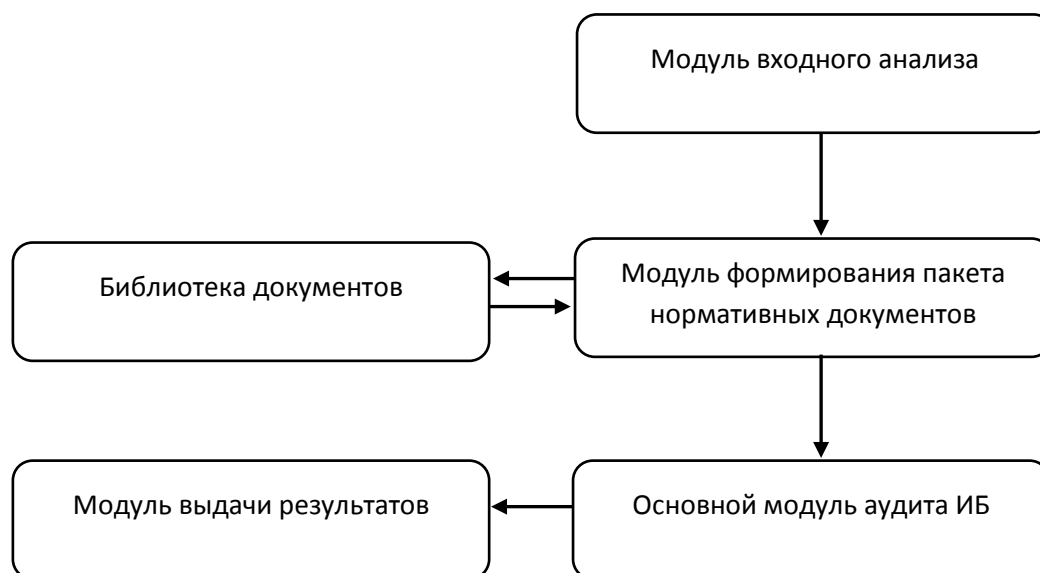 Модуль входного анализа
Библиотека документов
Модуль формирования пакета
нормативных документов
Модуль выдачи результатов
Основной модуль аудита ИБ